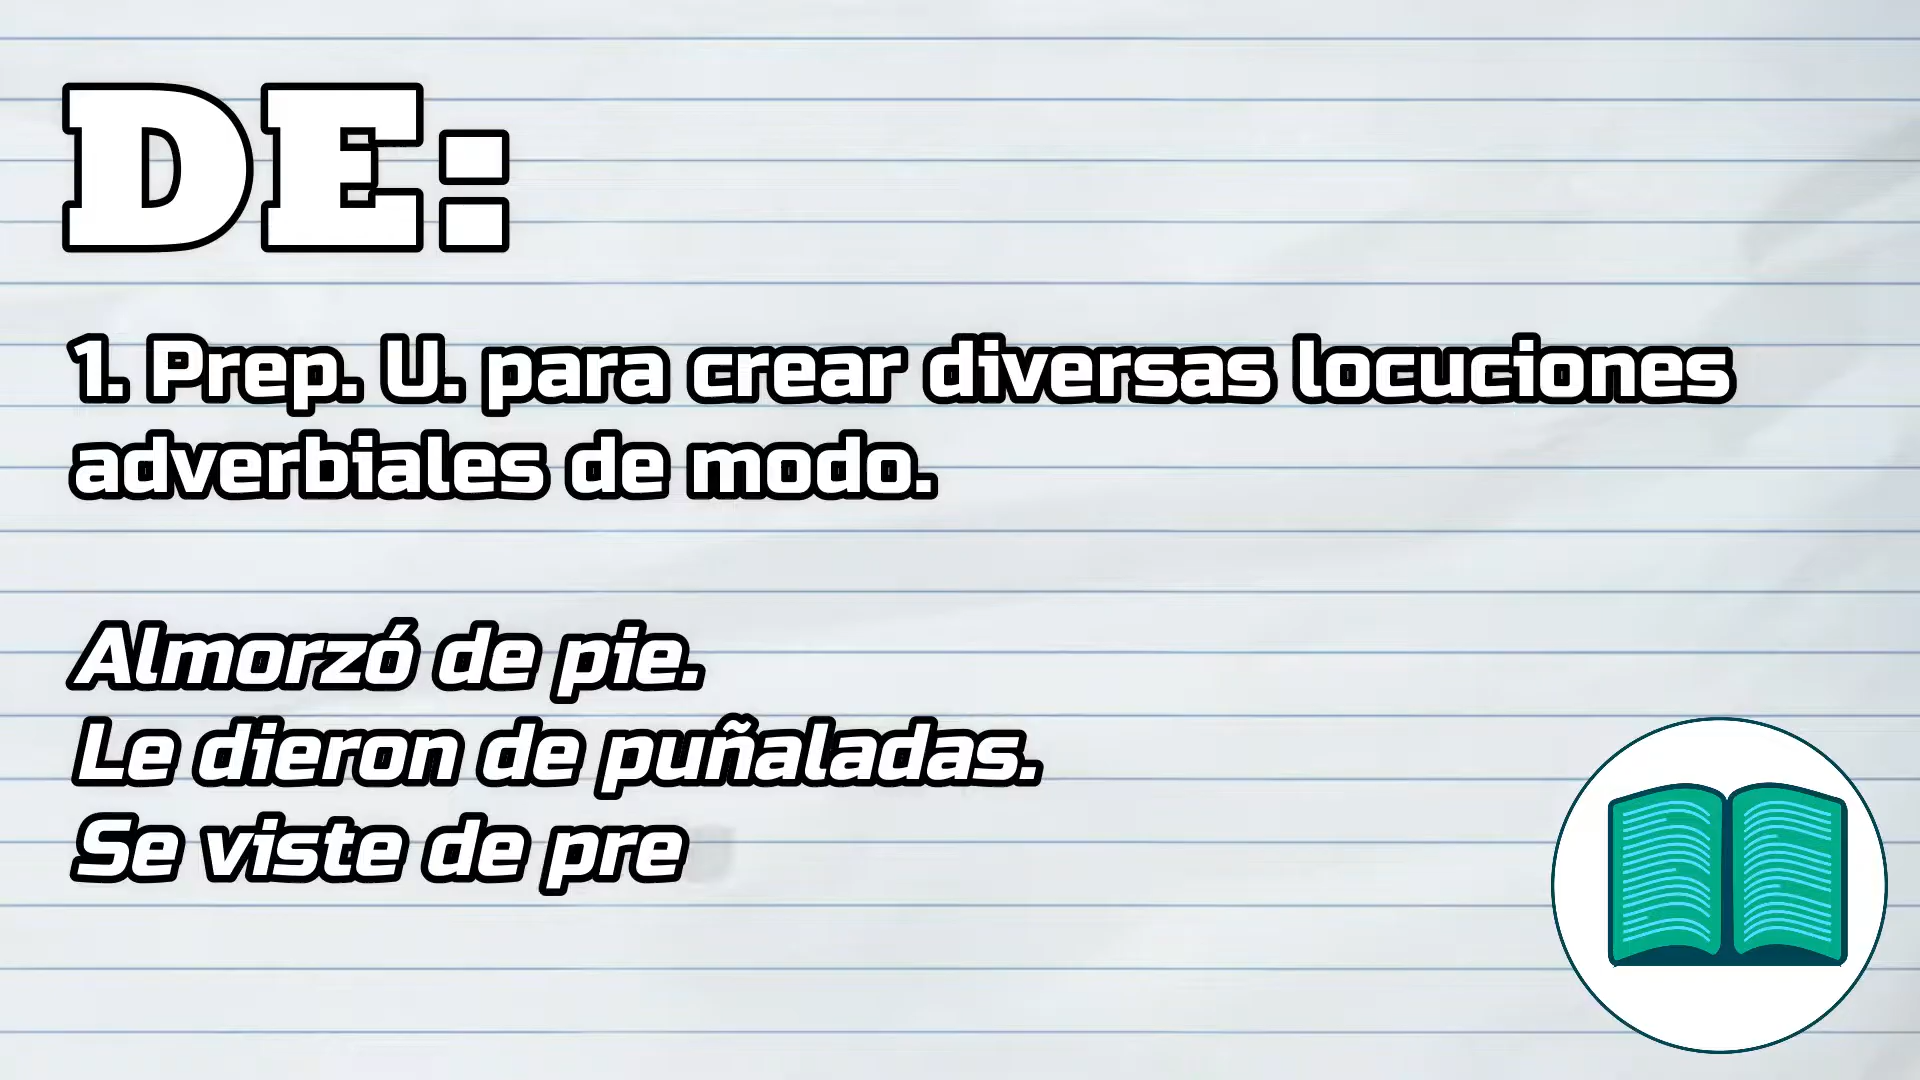 DE:
1. Prep. U. para crear diversas locuciones
adverbiales de modo.
Almorzó de pie.
Le dieron de puñaladas.
Se viste de pre